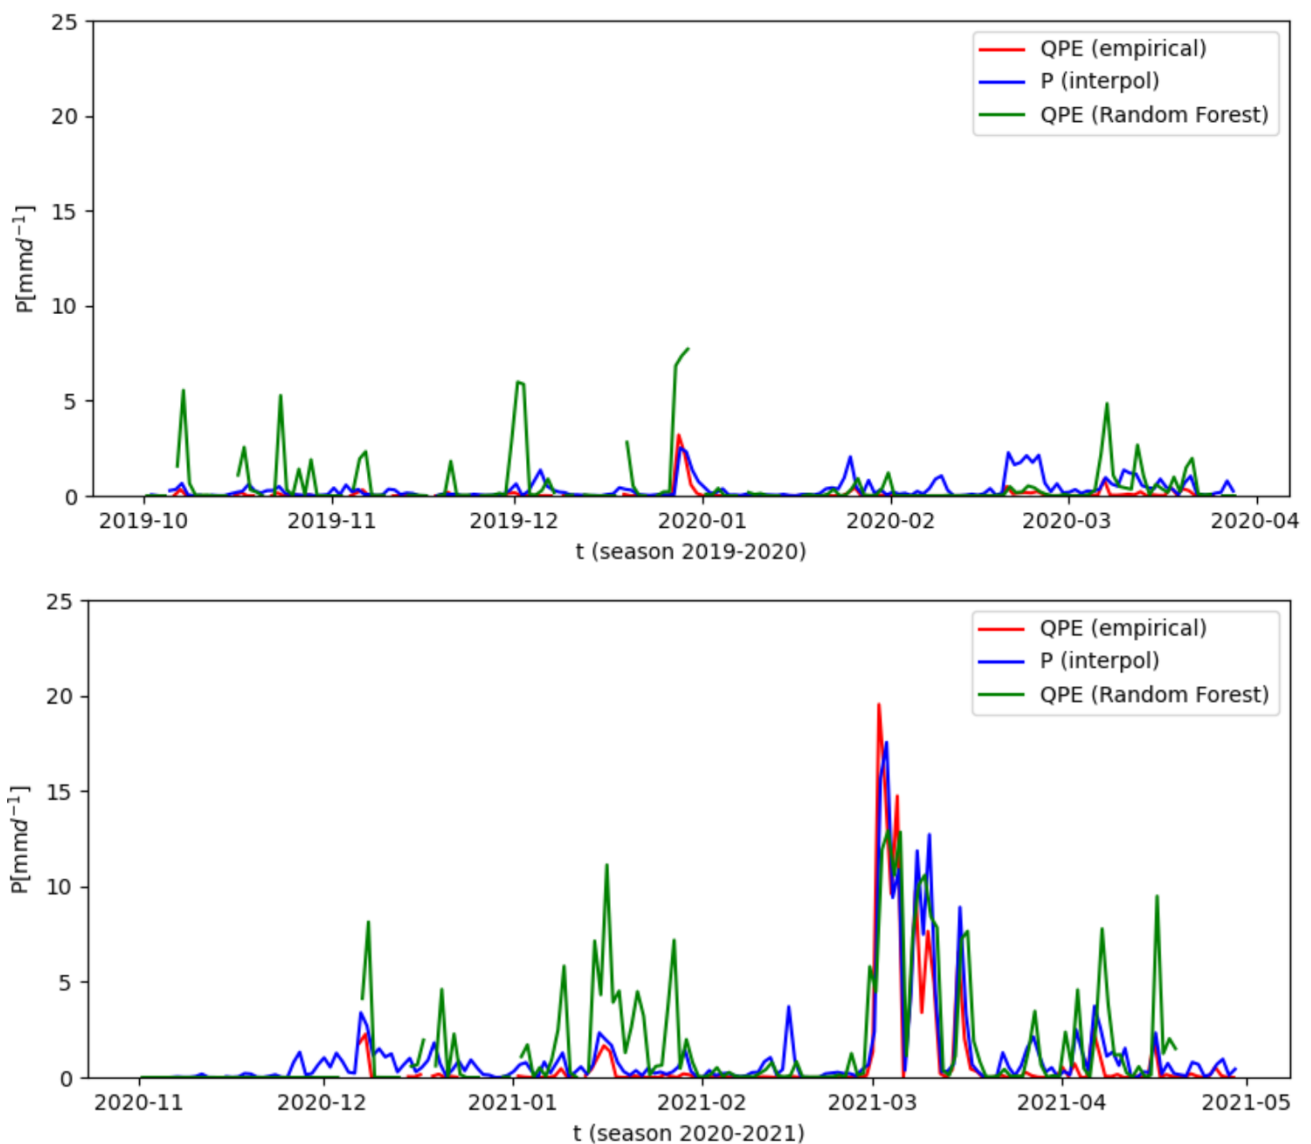 25
20
15
10
5
0
P[mmd⁻¹]
QPE (empirical)
P (interpol)
QPE (Random Forest)
2019-10 2019-11 2019-12 2020-01 2020-02 2020-03 2020-04
t (season 2019-2020)
25
20
15
10
5
0
P[mmd⁻¹]
QPE (empirical)
P (interpol)
QPE (Random Forest)
2020-11 2020-12 2021-01 2021-02 2021-03 2021-04 2021-05
t (season 2020-2021)